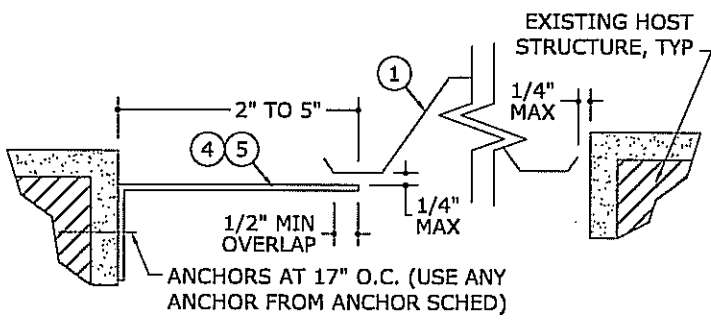 EXISTING HOST
STRUCTURE, TYP
1
1/4"
MAX
2" TO 5"
4 5
1/2" MIN
OVERLAP
1/4"
MAX
ANCHORS AT 17" O.C. (USE ANY
ANCHOR FROM ANCHOR SCHED)